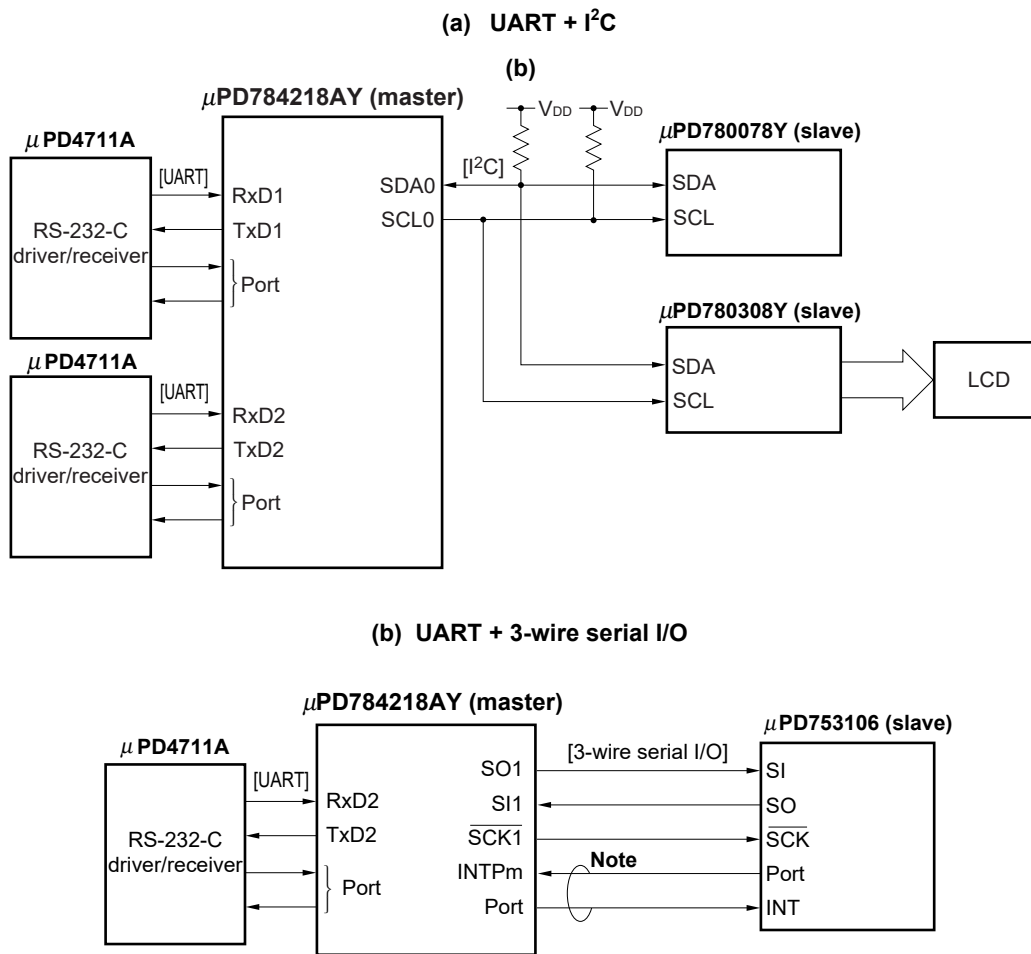 (a) UART + I²C
(b)
μPD784218AY (master)
VDD
VDD
μPD4711A
μPD780078Y (slave)
[UART]
[I²C]
RxD1
SDA0
SDA
RS-232-C
driver/receiver
TxD1
SCL0
SCL
Port
μPD780308Y (slave)
μPD4711A
SDA
LCD
[UART]
SCL
RxD2
RS-232-C
driver/receiver
TxD2
Port
(b) UART + 3-wire serial I/O
μPD784218AY (master)
μPD753106 (slave)
μPD4711A
[UART]
[3-wire serial I/O]
SO1
SI
RxD2
SI1
SO
RS-232-C
driver/receiver
TxD2
SCK1
SCK
Note
INTPm
Port
Port
Port
INT